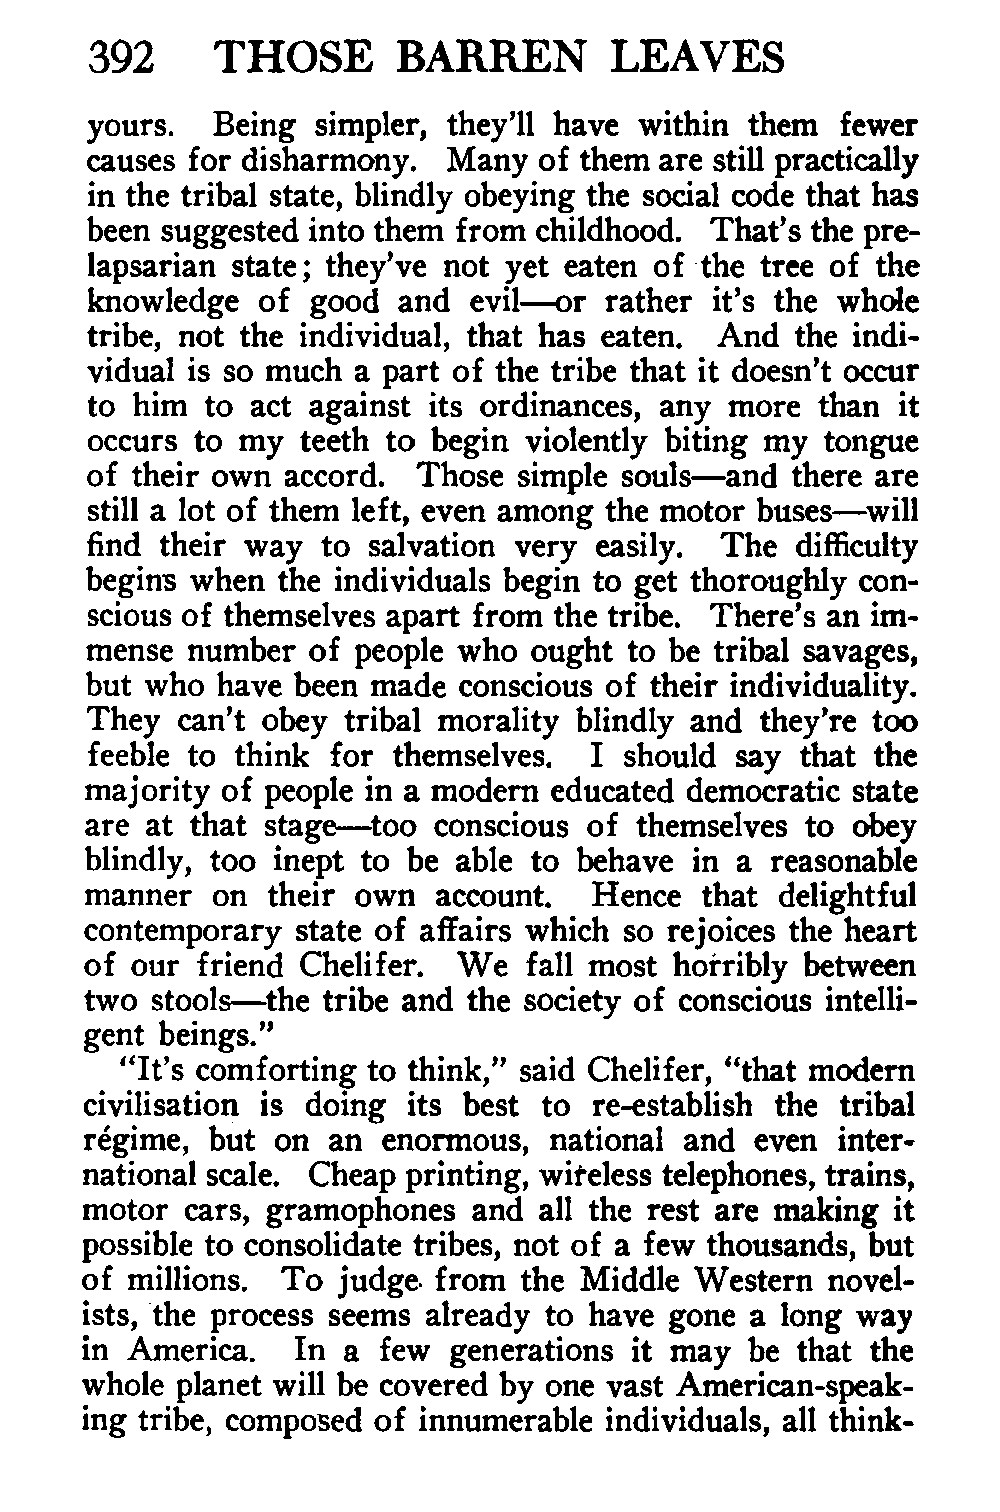 392 THOSE BARREN LEAVES
yours. Being simpler, they'll have within them fewer
causes for disharmony. Many of them are still practically
in the tribal state, blindly obeying the social code that has
been suggested into them from childhood. That's the pre-
lapsarian state; they've not yet eaten of the tree of the
knowledge of good and evil—or rather it's the whole
tribe, not the individual, that has eaten. And the indi-
vidual is so much a part of the tribe that it doesn't occur
to him to act against its ordinances, any more than it
occurs to my teeth to begin violently biting my tongue
of their own accord. Those simple souls—and there are
still a lot of them left, even among the motor buses—will
find their way to salvation very easily. The difficulty
begins when the individuals begin to get thoroughly con-
scious of themselves apart from the tribe. There's an im-
mense number of people who ought to be tribal savages,
but who have been made conscious of their individuality.
They can't obey tribal morality blindly and they're too
feeble to think for themselves. I should say that the
majority of people in a modern educated democratic state
are at that stage—too conscious of themselves to obey
blindly, too inept to be able to behave in a reasonable
manner on their own account. Hence that delightful
contemporary state of affairs which so rejoices the heart
of our friend Chelifer. We fall most horribly between
two stools—the tribe and the society of conscious intelli-
gent beings."
"It's comforting to think," said Chelifer, "that modern
civilisation is doing its best to re-establish the tribal
régime, but on an enormous, national and even inter-
national scale. Cheap printing, wireless telephones, trains,
motor cars, gramophones and all the rest are making it
possible to consolidate tribes, not of a few thousands, but
of millions. To judge from the Middle Western novel-
ists, the process seems already to have gone a long way
in America. In a few generations it may be that the
whole planet will be covered by one vast American-speak-
ing tribe, composed of innumerable individuals, all think-